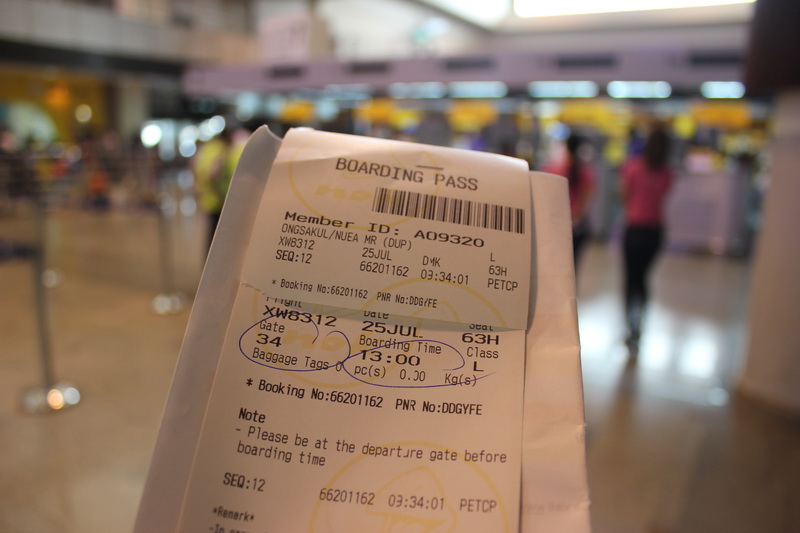 BOARDING PASS
Member ID: A09320
ONGSAKUL/NUEA MR (DUP)
XW8312 25JUL DMK L
SEQ:12 66201162 09:34:01 63H
PETCP
* Booking No:66201162 PNR No:DDGYFE
Flight Date Seat
XW8312 25JUL 63H
Gate Boarding Time Class
34 13:00 L
Baggage Tags 0 pc(s) 0.00 Kg(s)
* Booking No:66201162 PNR No:DDGYFE
Note
- Please be at the departure gate before
boarding time
SEQ:12 66201162 09:34:01 PETCP
*Remark*